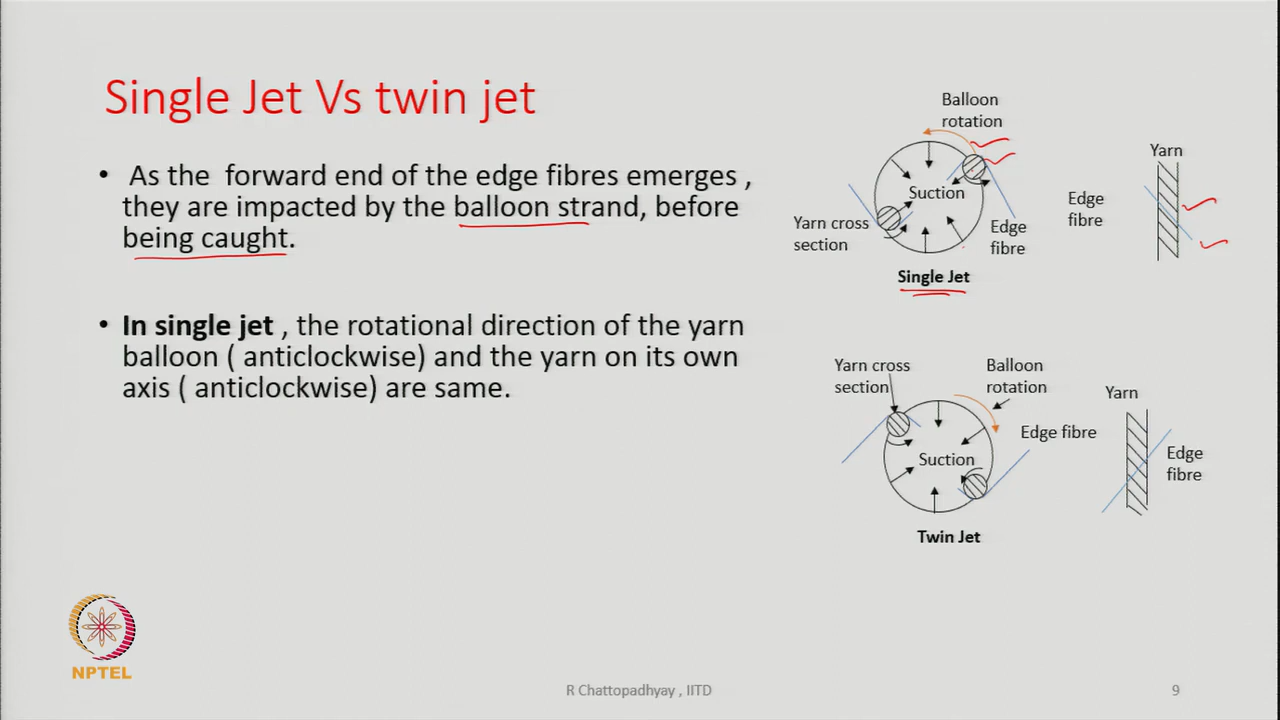 Single Jet Vs twin jet
• As the forward end of the edge fibres emerges ,
they are impacted by the balloon strand, before
being caught.
• In single jet , the rotational direction of the yarn
balloon ( anticlockwise) and the yarn on its own
axis ( anticlockwise) are same.
Balloon
rotation
Suction
Yarn cross
section
Edge
fibre
Single Jet
Yarn
Edge
fibre
Yarn cross
section
Balloon
rotation
Suction
Edge fibre
Twin Jet
Yarn
Edge
fibre
NPTEL
R Chattopadhyay , IITD
9